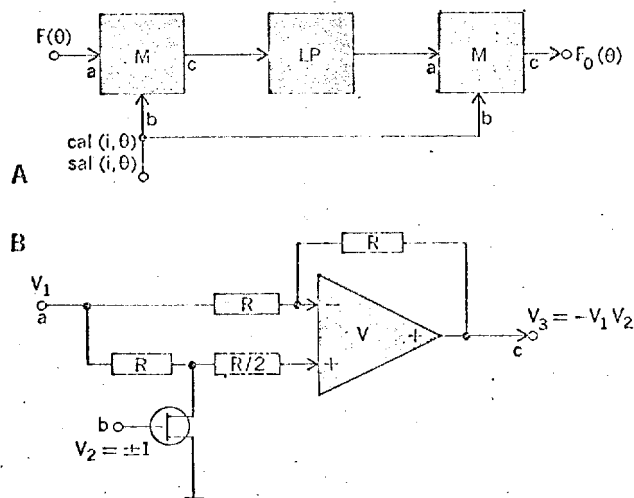 F(θ)
a
M
c
LP
a
M
c
F₀(θ)
b
b
cal (i, θ)
sal (i, θ)
A
B
R
V₁
a
R
−
V
+
c
V₃ = −V₁ V₂
R
R/2
+
b
V₂ = ±1